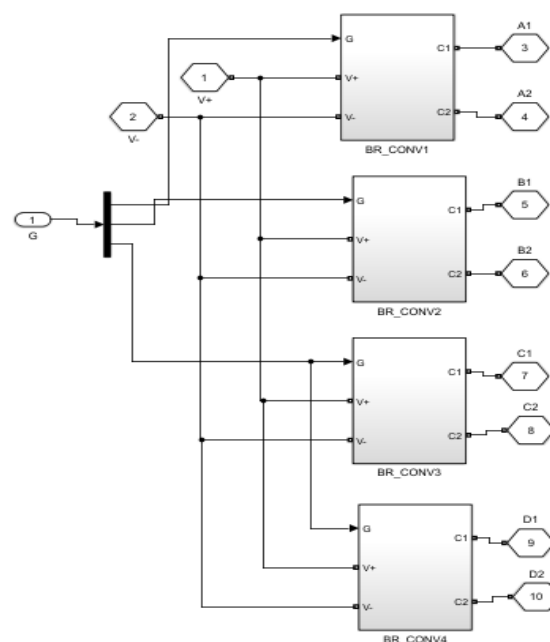 A1
G
C1
3
1
V+
V+
A2
2
V-
C2
4
V-
BR_CONV1
B1
G
C1
5
1
G
V+
B2
V-
C2
6
BR_CONV2
C1
G
C1
7
V+
C2
V-
C2
8
BR_CONV3
D1
G
C1
9
V+
D2
V-
C2
10
BR_CONV4